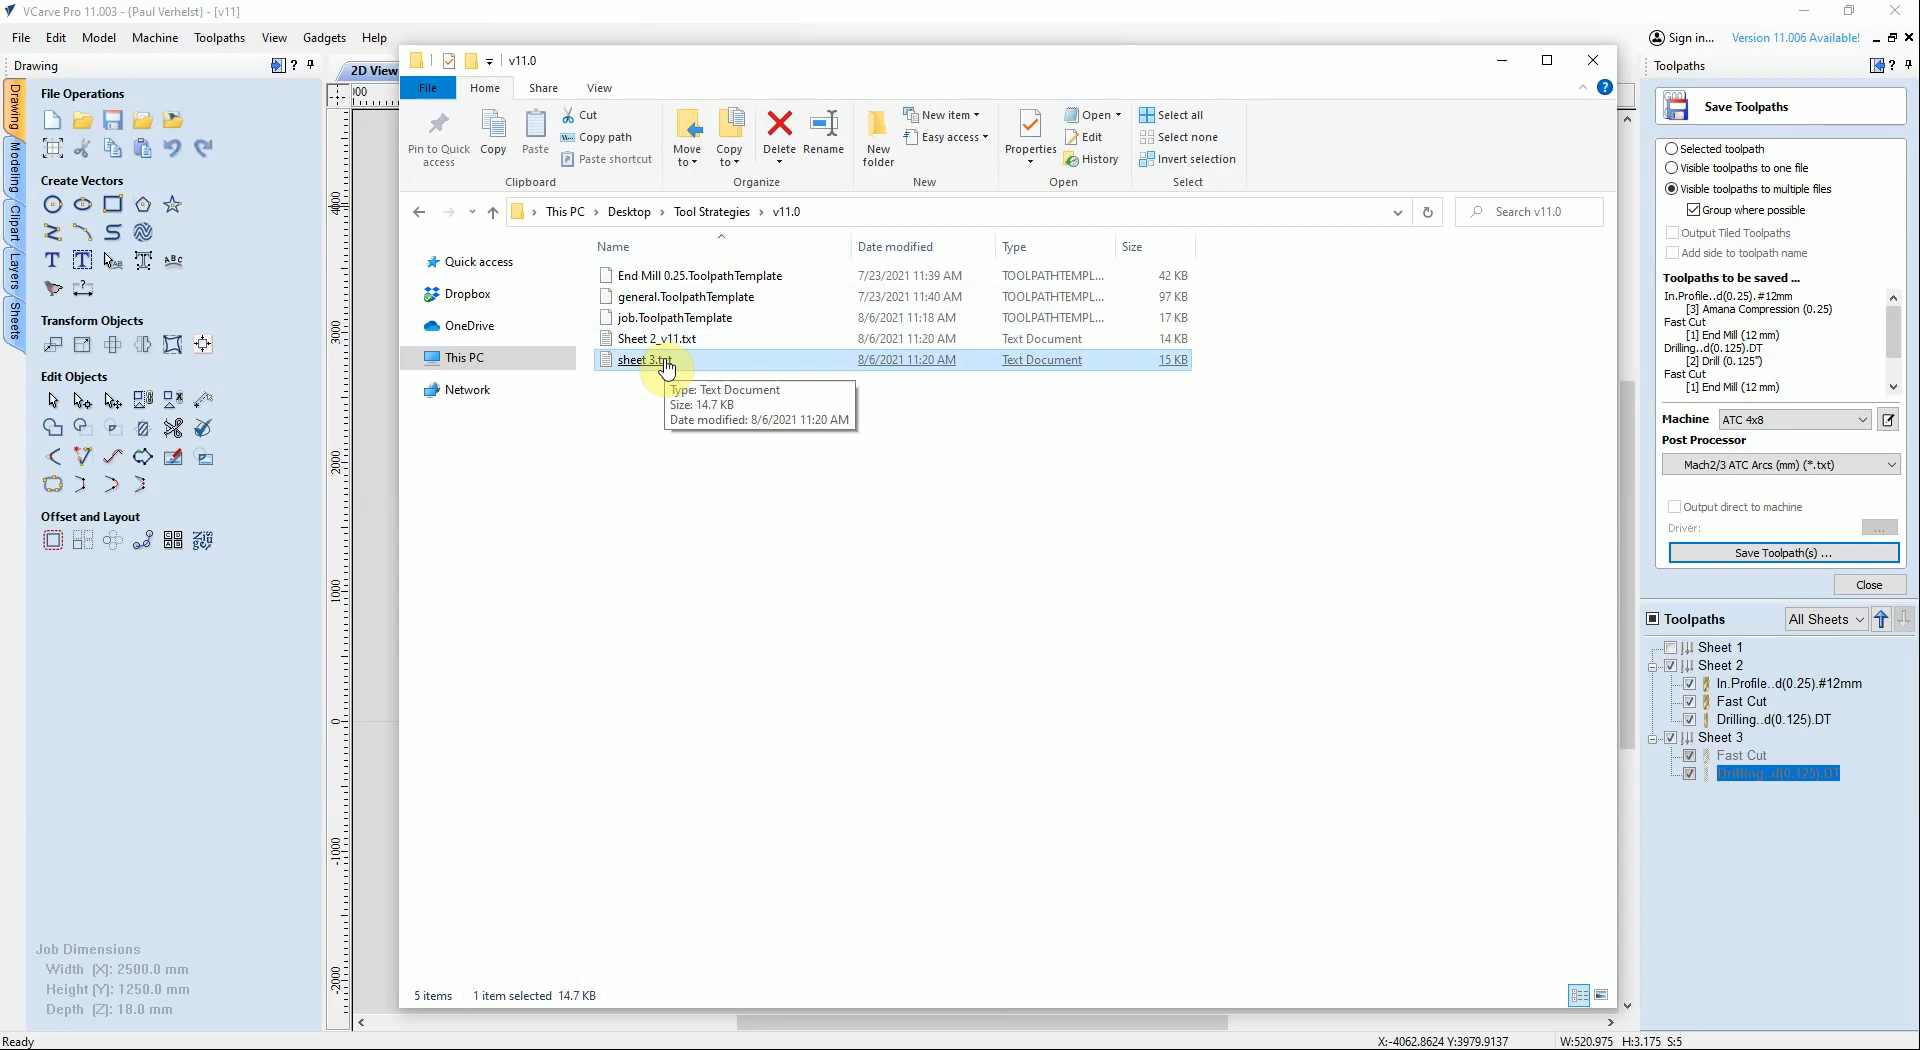 VCarve Pro 11.003 - {Paul Verhelst} - [v11]
File Edit Model Machine Toolpaths View Gadgets Help
Sign in... Version 11.006 Available!
Drawing
Drawing
Modeling
Clipart
Layers
Sheets
File Operations
Create Vectors
Transform Objects
Edit Objects
Offset and Layout
Job Dimensions
Width (X): 2500.0 mm
Height (Y): 1250.0 mm
Depth (Z): 18.0 mm
Ready
2D View
4000
3000
2000
1000
0
-1000
-2000
v11.0
File Home Share View
Pin to Quick access
Copy
Paste
Cut
Copy path
Paste shortcut
Clipboard
Move to
Copy to
Delete
Rename
Organize
New folder
New item
Easy access
New
Properties
Open
Edit
History
Open
Select all
Select none
Invert selection
Select
This PC > Desktop > Tool Strategies > v11.0
Search v11.0
Quick access
Dropbox
OneDrive
This PC
Network
Name Date modified Type Size
End Mill 0.25.ToolpathTemplate 7/23/2021 11:39 AM TOOLPATHTEMPL... 42 KB
general.ToolpathTemplate 7/23/2021 11:40 AM TOOLPATHTEMPL... 97 KB
job.ToolpathTemplate 8/6/2021 11:18 AM TOOLPATHTEMPL... 17 KB
Sheet 2_v11.txt 8/6/2021 11:20 AM Text Document 14 KB
sheet 3.tnt 8/6/2021 11:20 AM Text Document 15 KB
Type: Text Document
Size: 14.7 KB
Date modified: 8/6/2021 11:20 AM
5 items 1 item selected 14.7 KB
Toolpaths
Save Toolpaths
Selected toolpath
Visible toolpaths to one file
Visible toolpaths to multiple files
Group where possible
Output Tiled Toolpaths
Add side to toolpath name
Toolpaths to be saved ...
In.Profile..d(0.25).#12mm
[3] Amana Compression (0.25)
Fast Cut
[1] End Mill (12 mm)
Drilling..d(0.125).DT
[2] Drill (0.125")
Fast Cut
[1] End Mill (12 mm)
Machine ATC 4x8
Post Processor
Mach2/3 ATC Arcs (mm) (*.txt)
Output direct to machine
Driver:
...
Save Toolpath(s) ...
Close
Toolpaths All Sheets
Sheet 1
Sheet 2
In.Profile..d(0.25).#12mm
Fast Cut
Drilling..d(0.125).DT
Sheet 3
Fast Cut
Drilling..d(0.125).DT
X:-4062.8624 Y:3979.9137
W:520.975 H:3.175 S:5